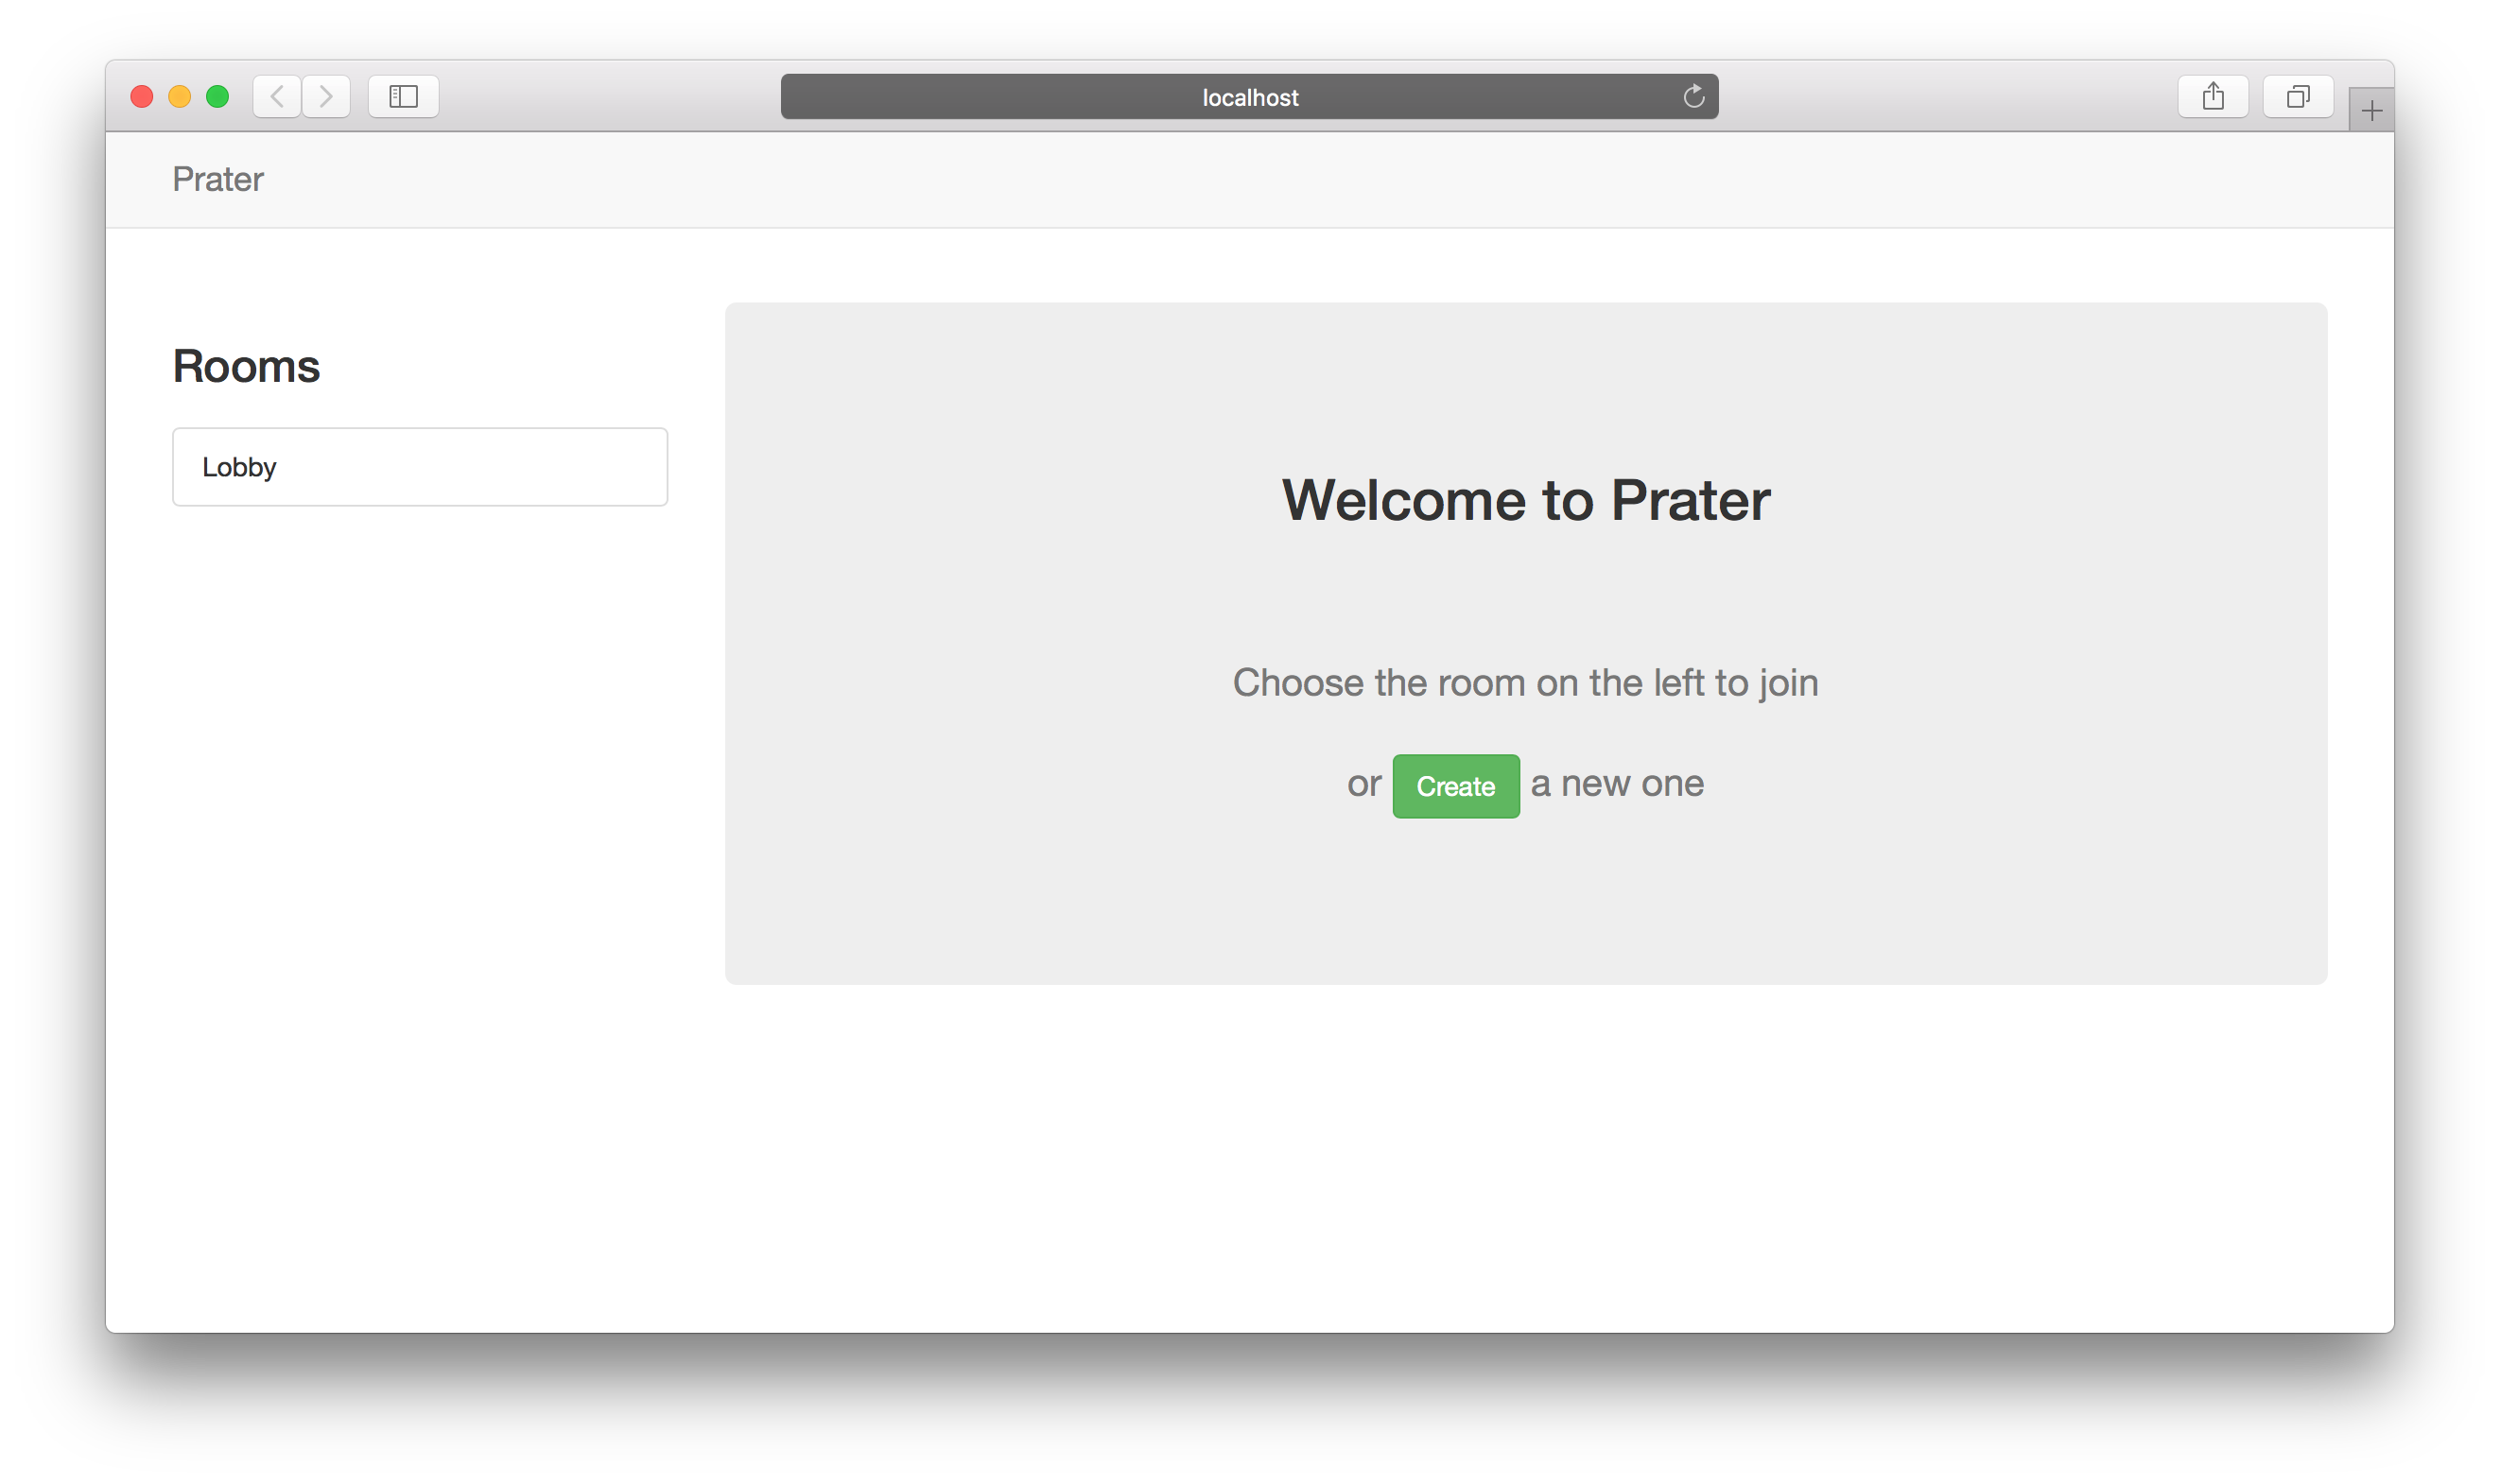 localhost
Prater
Rooms
Lobby
Welcome to Prater
Choose the room on the left to join
or Create a new one